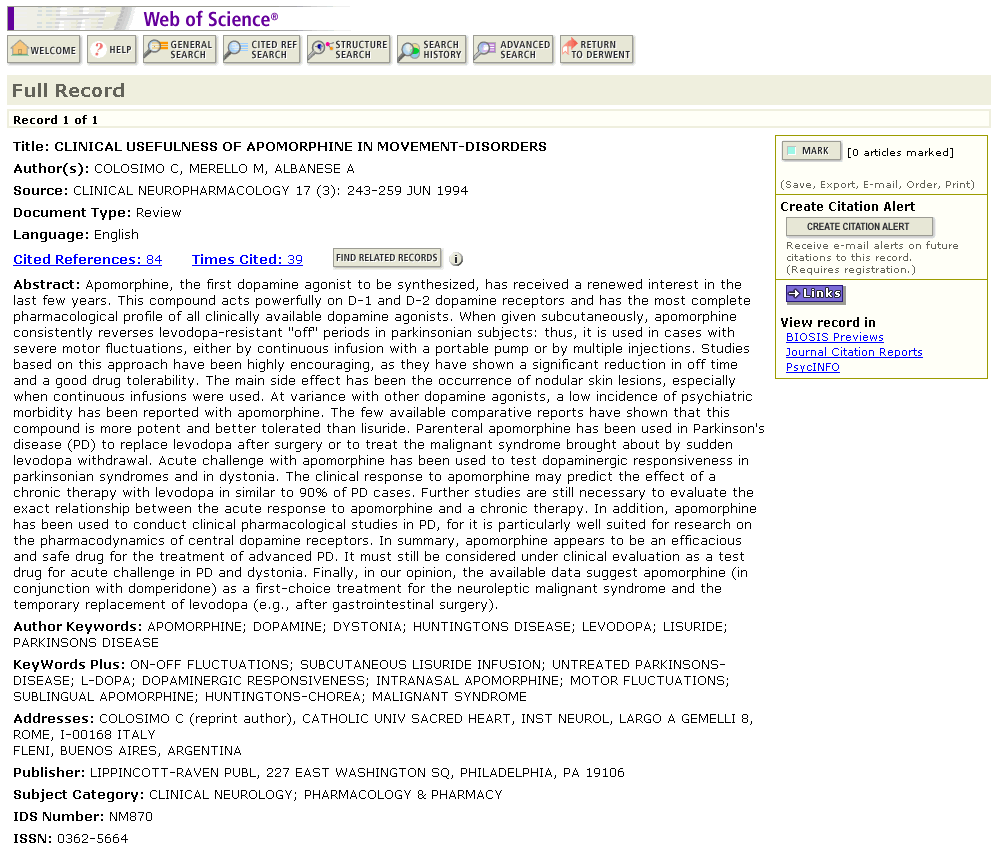 Web of Science®
WELCOME
? HELP
GENERAL SEARCH
CITED REF SEARCH
STRUCTURE SEARCH
SEARCH HISTORY
ADVANCED SEARCH
RETURN TO DERWENT
Full Record
Record 1 of 1
Title: CLINICAL USEFULNESS OF APOMORPHINE IN MOVEMENT-DISORDERS
Author(s): COLOSIMO C, MERELLO M, ALBANESE A
Source: CLINICAL NEUROPHARMACOLOGY 17 (3): 243-259 JUN 1994
Document Type: Review
Language: English
Cited References: 84 Times Cited: 39 FIND RELATED RECORDS i
Abstract: Apomorphine, the first dopamine agonist to be synthesized, has received a renewed interest in the
last few years. This compound acts powerfully on D-1 and D-2 dopamine receptors and has the most complete
pharmacological profile of all clinically available dopamine agonists. When given subcutaneously, apomorphine
consistently reverses levodopa-resistant "off" periods in parkinsonian subjects: thus, it is used in cases with
severe motor fluctuations, either by continuous infusion with a portable pump or by multiple injections. Studies
based on this approach have been highly encouraging, as they have shown a significant reduction in off time
and a good drug tolerability. The main side effect has been the occurrence of nodular skin lesions, especially
when continuous infusions were used. At variance with other dopamine agonists, a low incidence of psychiatric
morbidity has been reported with apomorphine. The few available comparative reports have shown that this
compound is more potent and better tolerated than lisuride. Parenteral apomorphine has been used in Parkinson's
disease (PD) to replace levodopa after surgery or to treat the malignant syndrome brought about by sudden
levodopa withdrawal. Acute challenge with apomorphine has been used to test dopaminergic responsiveness in
parkinsonian syndromes and in dystonia. The clinical response to apomorphine may predict the effect of a
chronic therapy with levodopa in similar to 90% of PD cases. Further studies are still necessary to evaluate the
exact relationship between the acute response to apomorphine and a chronic therapy. In addition, apomorphine
has been used to conduct clinical pharmacological studies in PD, for it is particularly well suited for research on
the pharmacodynamics of central dopamine receptors. In summary, apomorphine appears to be an efficacious
and safe drug for the treatment of advanced PD. It must still be considered under clinical evaluation as a test
drug for acute challenge in PD and dystonia. Finally, in our opinion, the available data suggest apomorphine (in
conjunction with domperidone) as a first-choice treatment for the neuroleptic malignant syndrome and the
temporary replacement of levodopa (e.g., after gastrointestinal surgery).
Author Keywords: APOMORPHINE; DOPAMINE; DYSTONIA; HUNTINGTONS DISEASE; LEVODOPA; LISURIDE;
PARKINSONS DISEASE
KeyWords Plus: ON-OFF FLUCTUATIONS; SUBCUTANEOUS LISURIDE INFUSION; UNTREATED PARKINSONS-
DISEASE; L-DOPA; DOPAMINERGIC RESPONSIVENESS; INTRANASAL APOMORPHINE; MOTOR FLUCTUATIONS;
SUBLINGUAL APOMORPHINE; HUNTINGTONS-CHOREA; MALIGNANT SYNDROME
Addresses: COLOSIMO C (reprint author), CATHOLIC UNIV SACRED HEART, INST NEUROL, LARGO A GEMELLI 8,
ROME, I-00168 ITALY
FLENI, BUENOS AIRES, ARGENTINA
Publisher: LIPPINCOTT-RAVEN PUBL, 227 EAST WASHINGTON SQ, PHILADELPHIA, PA 19106
Subject Category: CLINICAL NEUROLOGY; PHARMACOLOGY & PHARMACY
IDS Number: NM870
ISSN: 0362-5664
MARK [0 articles marked]
(Save, Export, E-mail, Order, Print)
Create Citation Alert
CREATE CITATION ALERT
Receive e-mail alerts on future
citations to this record.
(Requires registration.)
Links
View record in
BIOSIS Previews
Journal Citation Reports
PsycINFO